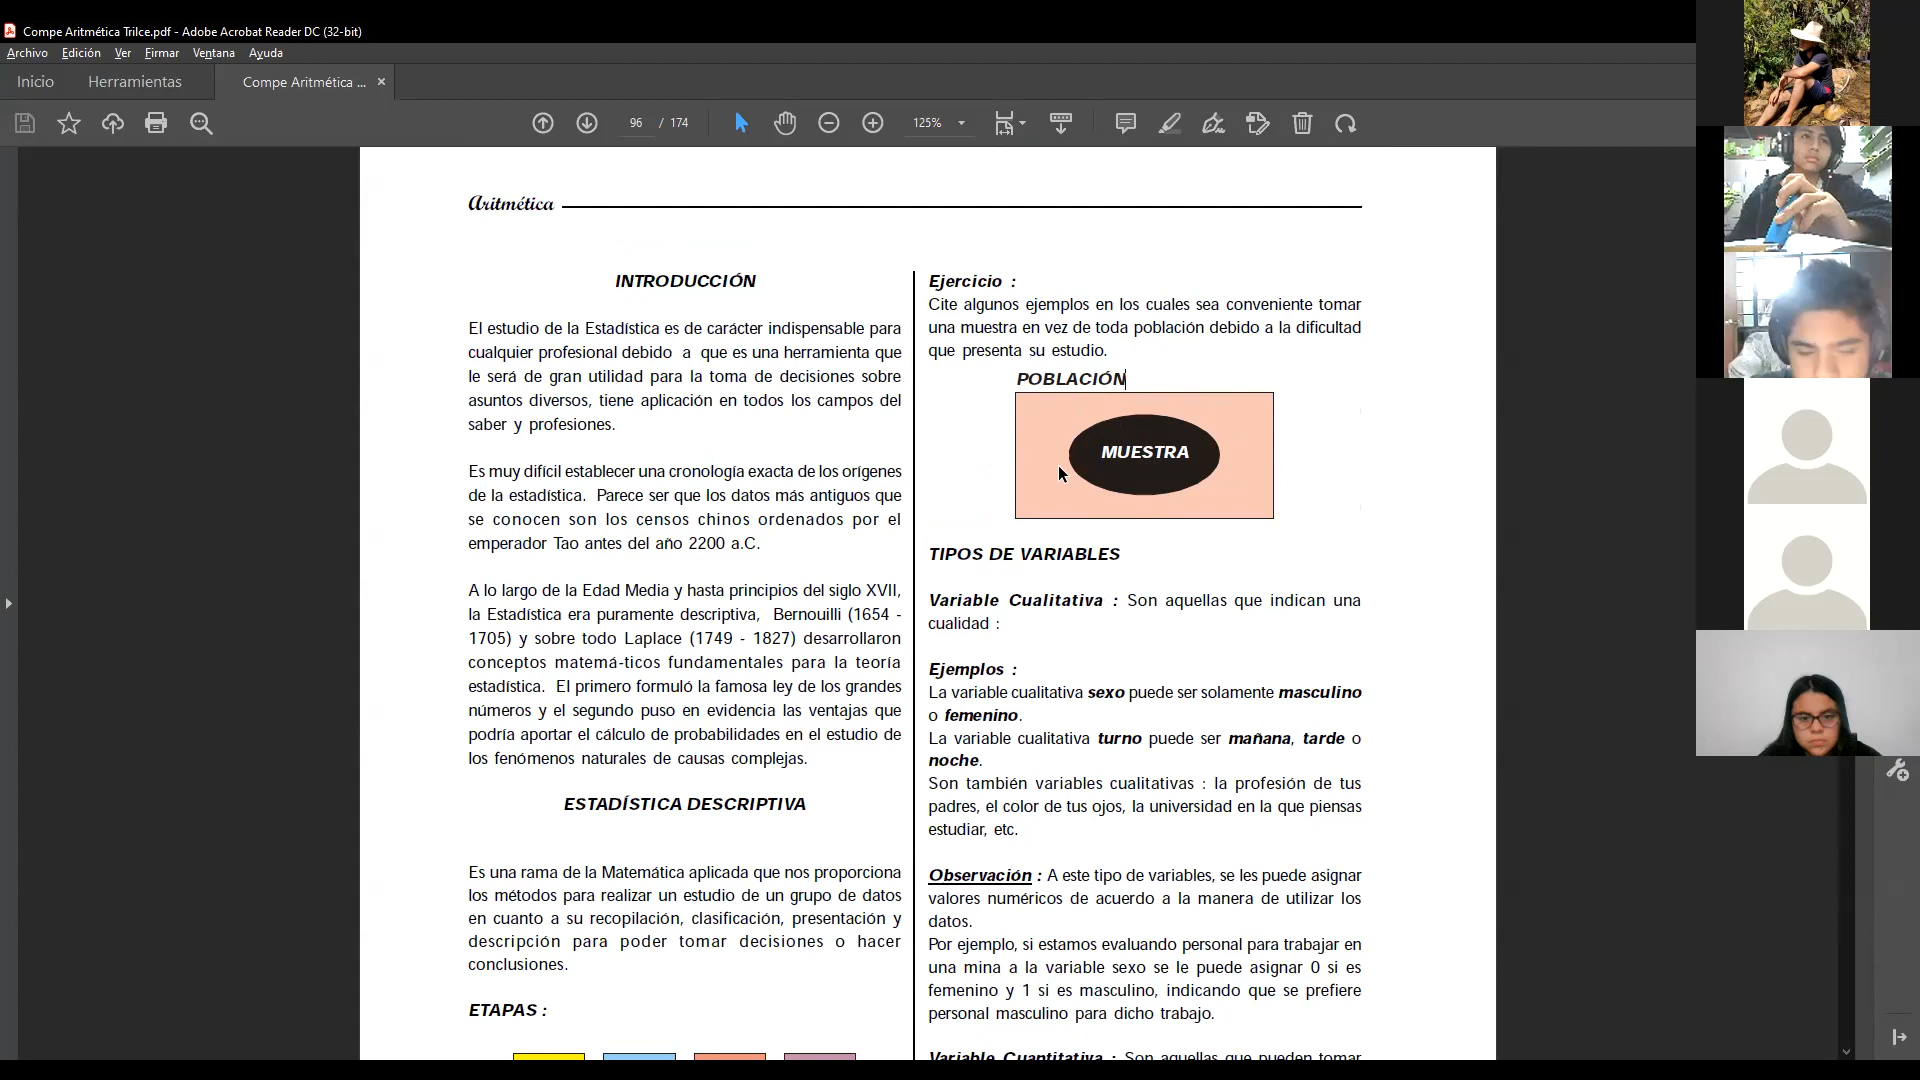 Compe Aritmética Trilce.pdf - Adobe Acrobat Reader DC (32-bit)
Archivo Edición Ver Firmar Ventana Ayuda
Inicio Herramientas Compe Aritmética ... ×
96 / 174 125%
Aritmética
INTRODUCCIÓN
El estudio de la Estadística es de carácter indispensable para
cualquier profesional debido a que es una herramienta que
le será de gran utilidad para la toma de decisiones sobre
asuntos diversos, tiene aplicación en todos los campos del
saber y profesiones.
Es muy difícil establecer una cronología exacta de los orígenes
de la estadística. Parece ser que los datos más antiguos que
se conocen son los censos chinos ordenados por el
emperador Tao antes del año 2200 a.C.
A lo largo de la Edad Media y hasta principios del siglo XVII,
la Estadística era puramente descriptiva, Bernouilli (1654 -
1705) y sobre todo Laplace (1749 - 1827) desarrollaron
conceptos matemá-ticos fundamentales para la teoría
estadística. El primero formuló la famosa ley de los grandes
números y el segundo puso en evidencia las ventajas que
podría aportar el cálculo de probabilidades en el estudio de
los fenómenos naturales de causas complejas.
ESTADÍSTICA DESCRIPTIVA
Es una rama de la Matemática aplicada que nos proporciona
los métodos para realizar un estudio de un grupo de datos
en cuanto a su recopilación, clasificación, presentación y
descripción para poder tomar decisiones o hacer
conclusiones.
ETAPAS :
Ejercicio :
Cite algunos ejemplos en los cuales sea conveniente tomar
una muestra en vez de toda población debido a la dificultad
que presenta su estudio.
POBLACIÓN
MUESTRA
TIPOS DE VARIABLES
Variable Cualitativa : Son aquellas que indican una
cualidad :
Ejemplos :
La variable cualitativa sexo puede ser solamente masculino
o femenino.
La variable cualitativa turno puede ser mañana, tarde o
noche.
Son también variables cualitativas : la profesión de tus
padres, el color de tus ojos, la universidad en la que piensas
estudiar, etc.
Observación : A este tipo de variables, se les puede asignar
valores numéricos de acuerdo a la manera de utilizar los
datos.
Por ejemplo, si estamos evaluando personal para trabajar en
una mina a la variable sexo se le puede asignar 0 si es
femenino y 1 si es masculino, indicando que se prefiere
personal masculino para dicho trabajo.
Variable Cuantitativa : Son aquellas que pueden tomar